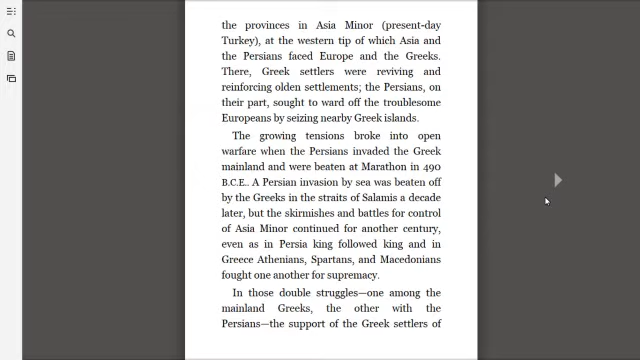 the provinces in Asia Minor (present-day
Turkey), at the western tip of which Asia and
the Persians faced Europe and the Greeks.
There, Greek settlers were reviving and
reinforcing olden settlements; the Persians, on
their part, sought to ward off the troublesome
Europeans by seizing nearby Greek islands.
The growing tensions broke into open
warfare when the Persians invaded the Greek
mainland and were beaten at Marathon in 490
B.C.E.. A Persian invasion by sea was beaten off
by the Greeks in the straits of Salamis a decade
later, but the skirmishes and battles for control
of Asia Minor continued for another century,
even as in Persia king followed king and in
Greece Athenians, Spartans, and Macedonians
fought one another for supremacy.
In those double struggles—one among the
mainland Greeks, the other with the
Persians—the support of the Greek settlers of